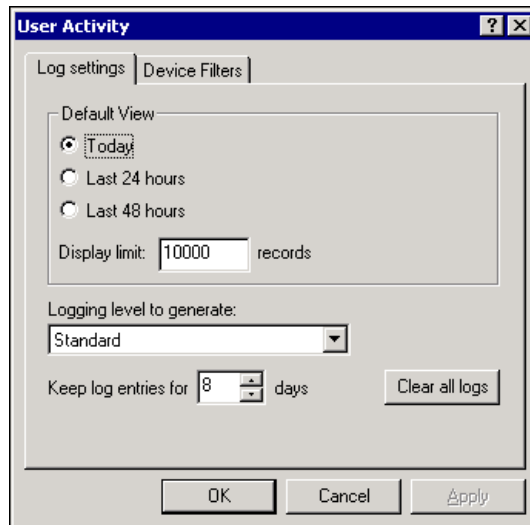 User Activity
Log settings Device Filters
Default View
Today
Last 24 hours
Last 48 hours
Display limit: 10000 records
Logging level to generate:
Standard
Keep log entries for 8 days Clear all logs
OK Cancel Apply